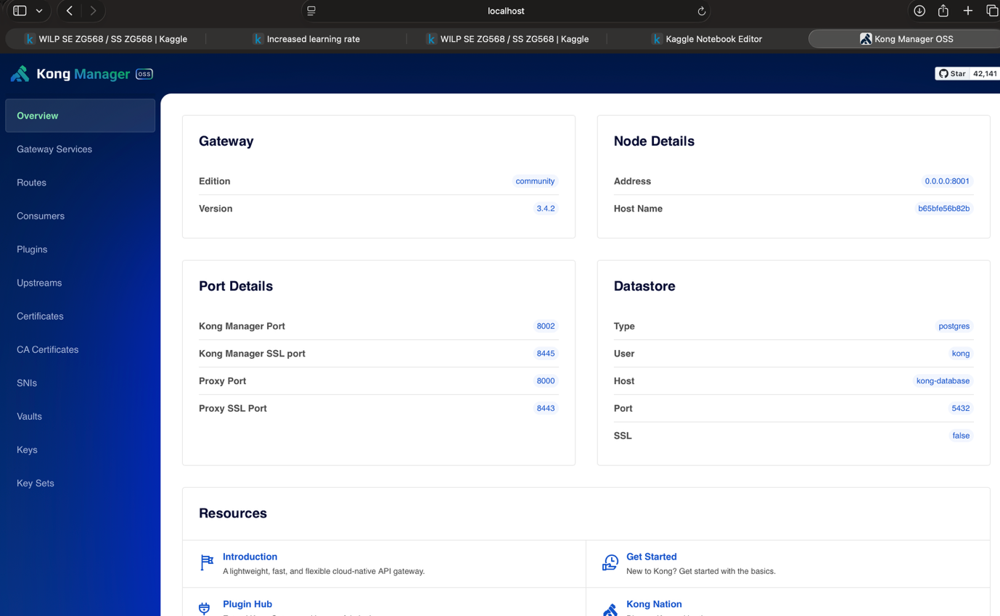 localhost
WILP SE ZG568 / SS ZG568 | Kaggle
Increased learning rate
WILP SE ZG568 / SS ZG568 | Kaggle
Kaggle Notebook Editor
Kong Manager OSS
Kong Manager OSS
Star 42,141
Overview
Gateway Services
Routes
Consumers
Plugins
Upstreams
Certificates
CA Certificates
SNIs
Vaults
Keys
Key Sets
Gateway
Edition community
Version 3.4.2
Node Details
Address 0.0.0.0:8001
Host Name b65bfe56b82b
Port Details
Kong Manager Port 8002
Kong Manager SSL port 8445
Proxy Port 8000
Proxy SSL Port 8443
Datastore
Type postgres
User kong
Host kong-database
Port 5432
SSL false
Resources
Introduction
A lightweight, fast, and flexible cloud-native API gateway.
Get Started
New to Kong? Get started with the basics.
Plugin Hub
Kong Nation